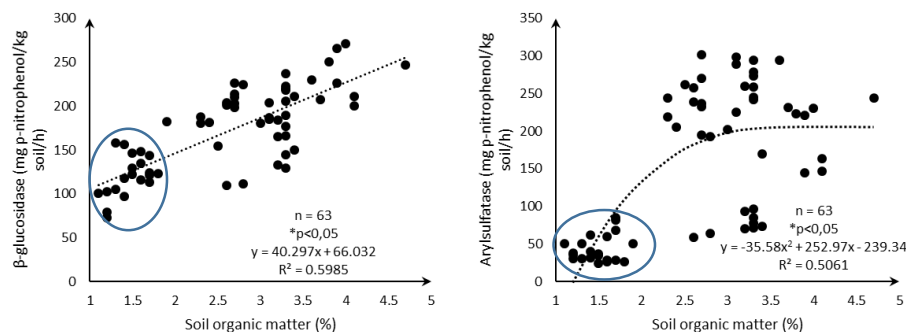 β-glucosidase (mg p-nitrophenol/kg
soil/h)
300
250
200
150
100
50
0
n = 63
*p<0,05
y = 40.297x + 66.032
R² = 0.5985
1 1.5 2 2.5 3 3.5 4 4.5 5
Soil organic matter (%)
Arylsulfatase (mg p-nitrophenol/kg
soil/h)
350
300
250
200
150
100
50
0
n = 63
*p<0,05
y = -35.58x² + 252.97x - 239.34
R² = 0.5061
1 1.5 2 2.5 3 3.5 4 4.5 5
Soil organic matter (%)